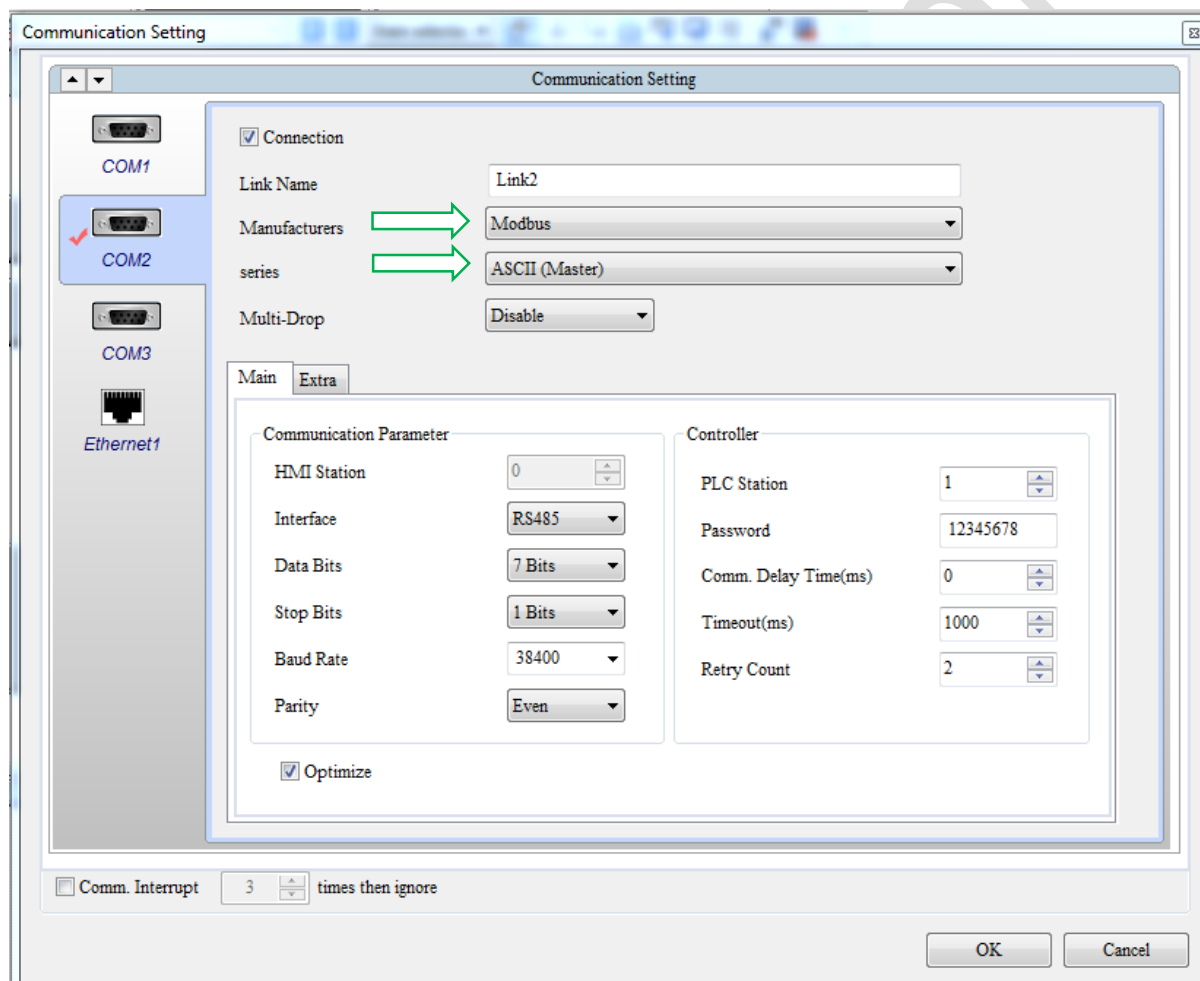 Communication Setting
Communication Setting
COM1
COM2
COM3
Ethernet1
Connection
Link Name Link2
Manufacturers Modbus
series ASCII (Master)
Multi-Drop Disable
Main Extra
Communication Parameter
HMI Station 0
Interface RS485
Data Bits 7 Bits
Stop Bits 1 Bits
Baud Rate 38400
Parity Even
Controller
PLC Station 1
Password 12345678
Comm. Delay Time(ms) 0
Timeout(ms) 1000
Retry Count 2
Optimize
Comm. Interrupt 3 times then ignore
OK Cancel